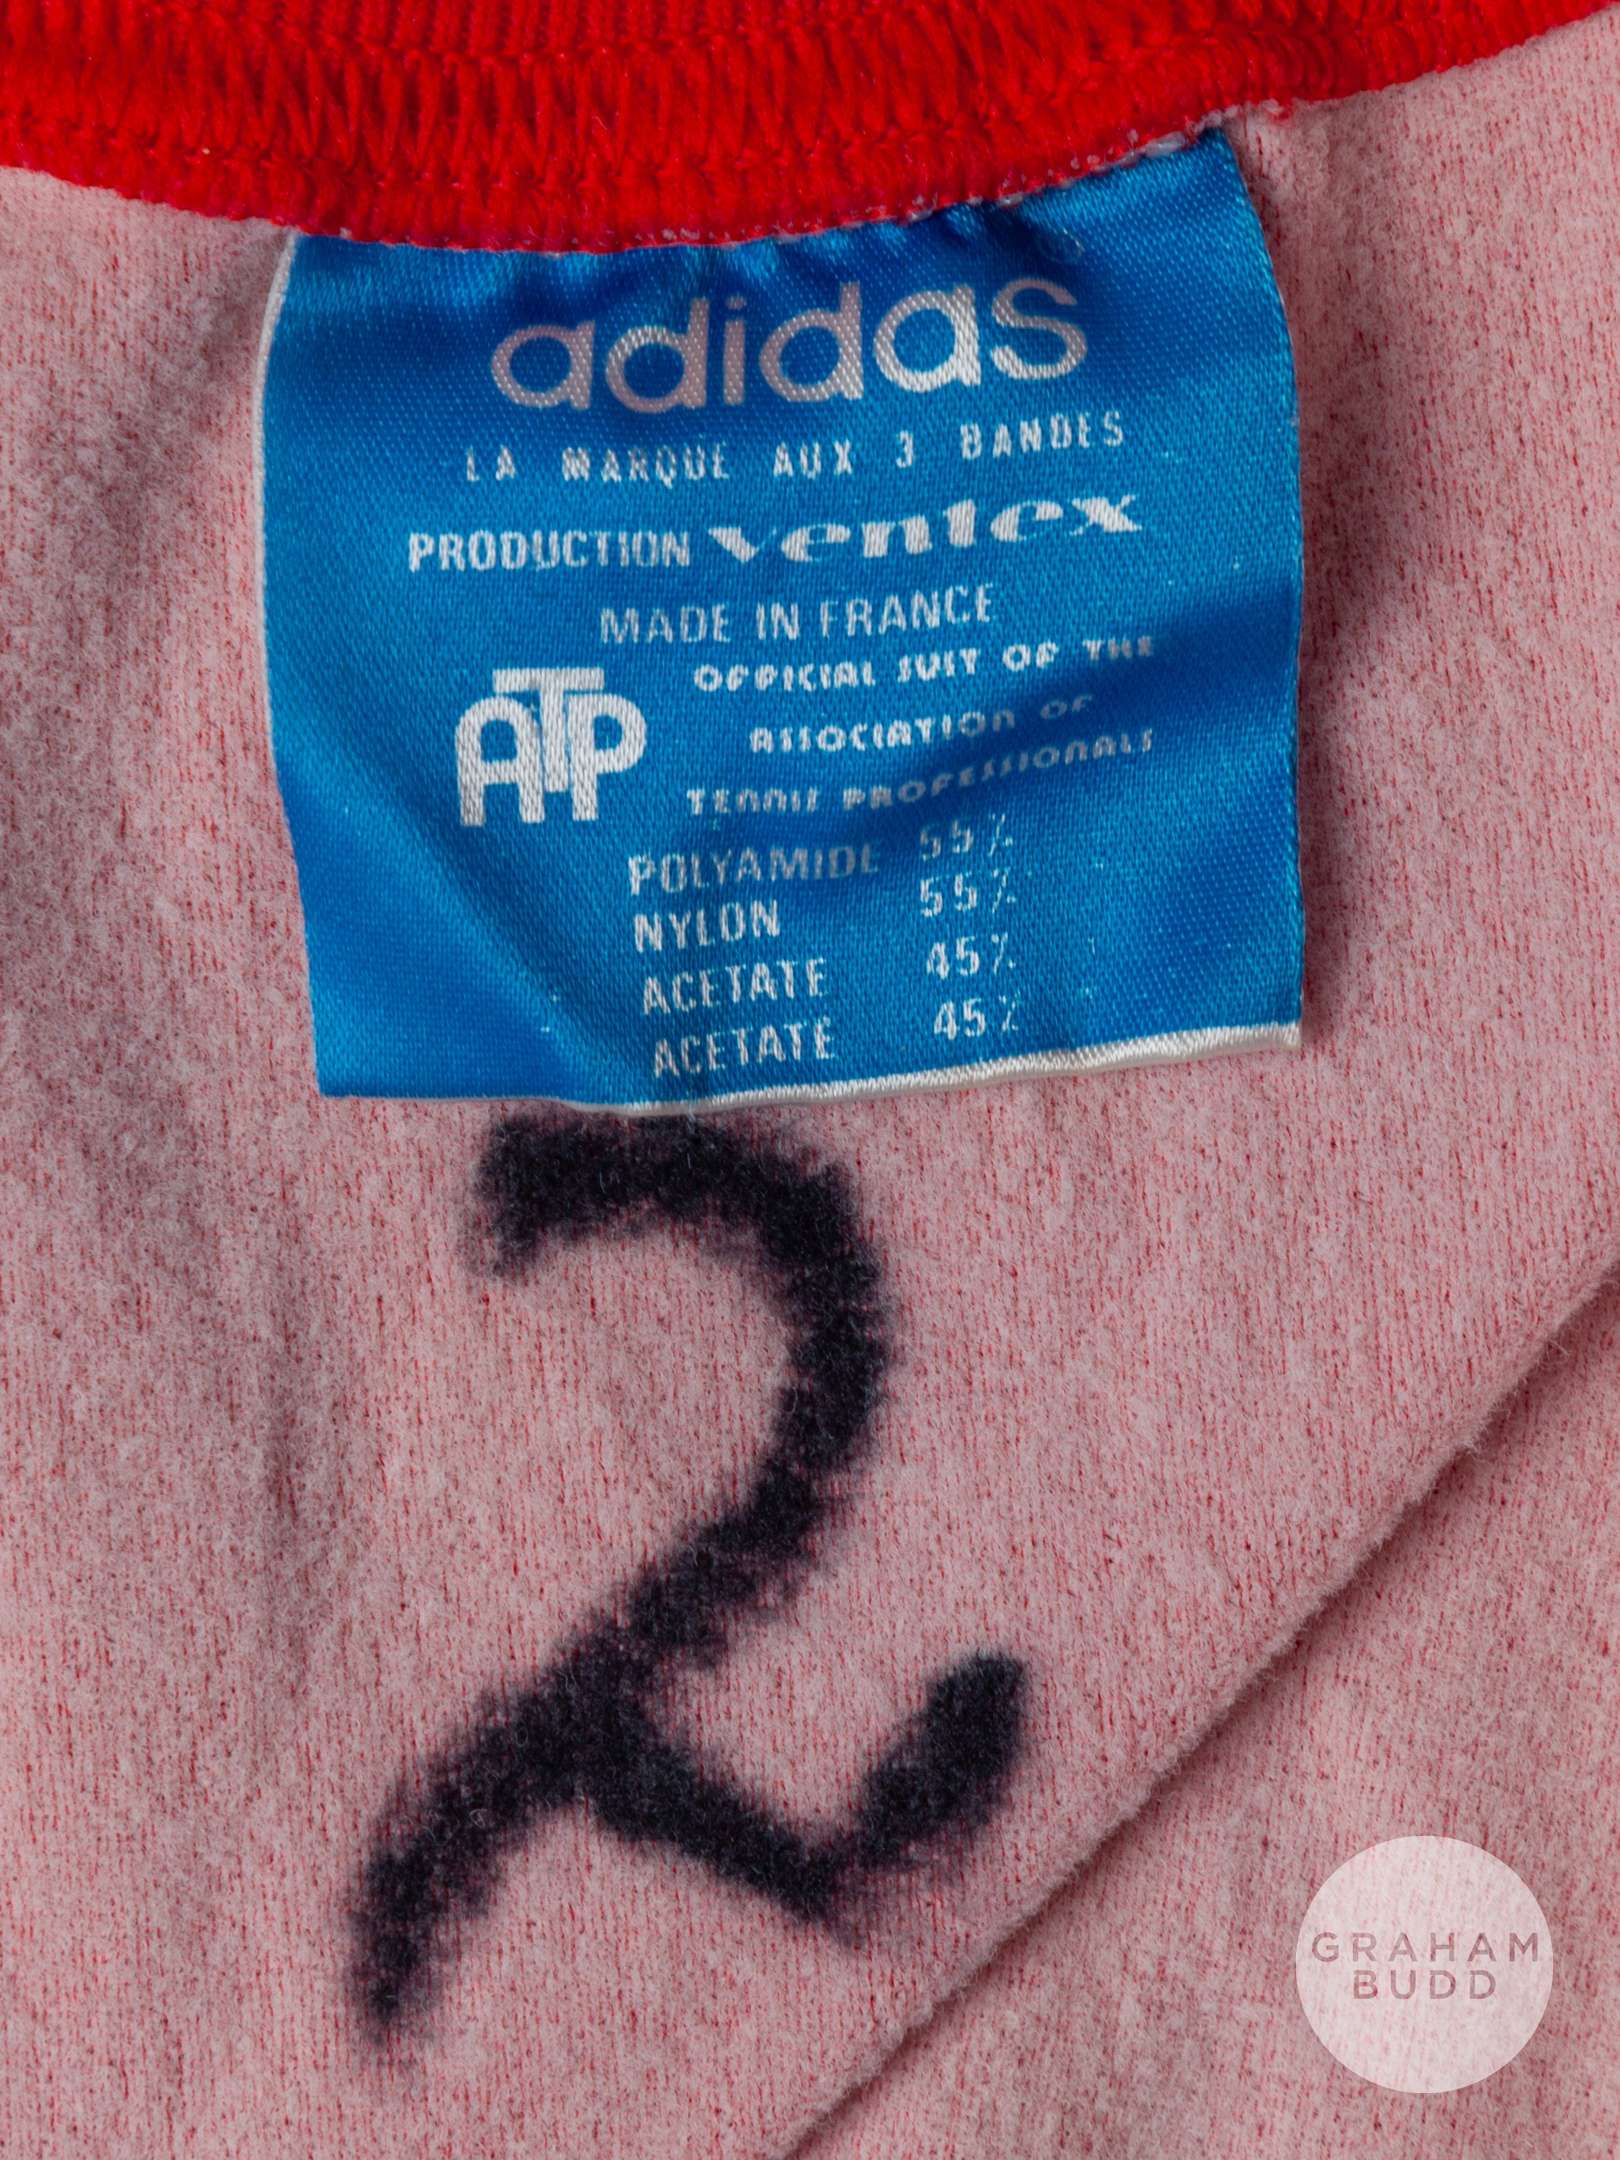 adidas
LA MARQUE AUX 3 BANDES
PRODUCTION ventex
MADE IN FRANCE
ATP
OFFICIAL SUIT OF THE
ASSOCIATION OF
TENNIS PROFESSIONALS
POLYAMIDE 55%
NYLON 55%
ACETATE 45%
ACETATE 45%
2
GRAHAM
BUDD